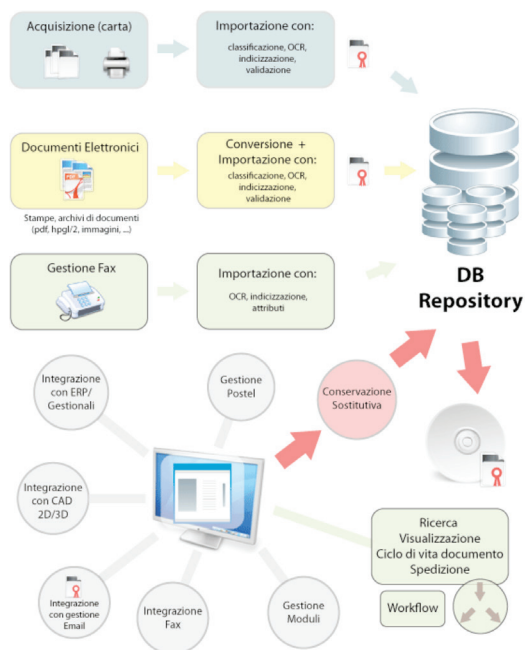 Acquisizione (carta)
Importazione con:
classificazione, OCR,
indicizzazione,
validazione
Documenti Elettronici
Stampe, archivi di documenti
(pdf, hpgl/2, immagini, ...)
Conversione +
Importazione con:
classificazione, OCR,
indicizzazione,
validazione
Gestione Fax
Importazione con:
OCR, indicizzazione,
attributi
DB
Repository
Integrazione
con ERP/
Gestionali
Gestione
Postel
Conservazione
Sostitutiva
Integrazione
con CAD
2D/3D
Integrazione
con gestione
Email
Integrazione
Fax
Gestione
Moduli
Ricerca
Visualizzazione
Ciclo di vita documento
Spedizione
Workflow